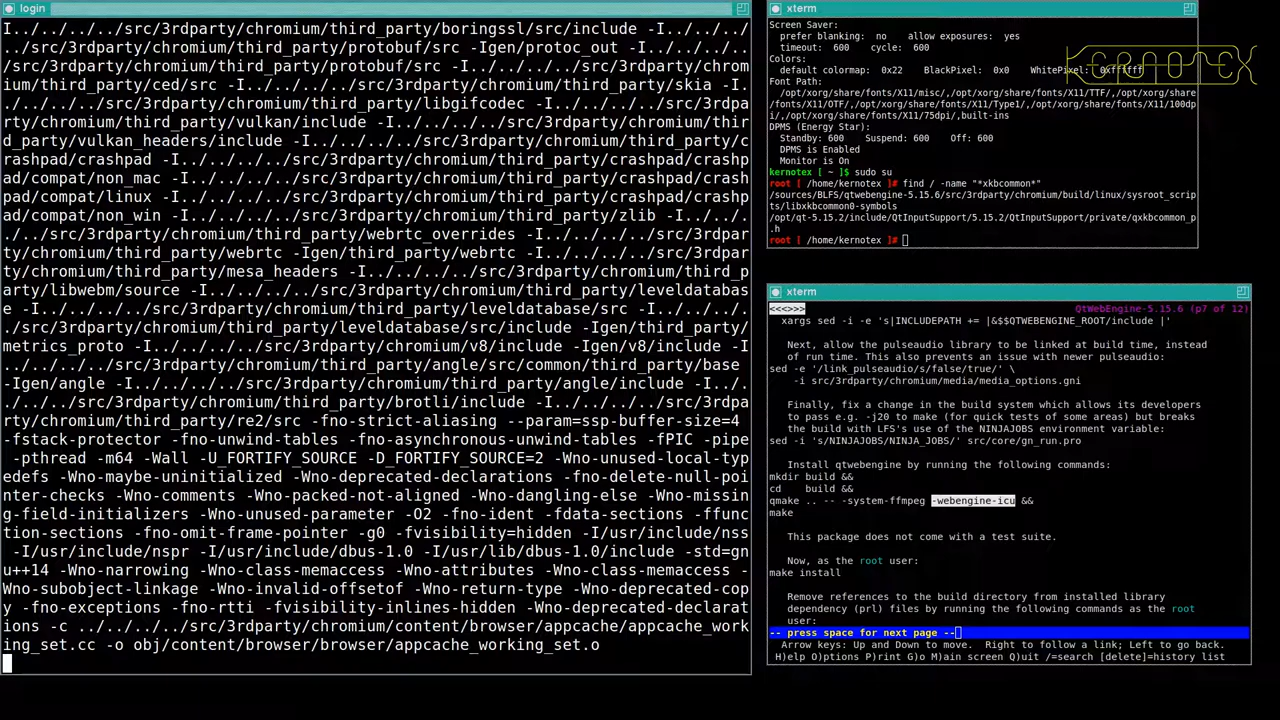 login
I../../../../src/3rdparty/chromium/third_party/boringssl/src/include -I../../../
../src/3rdparty/chromium/third_party/protobuf/src -Igen/protoc_out -I../../../..
/src/3rdparty/chromium/third_party/protobuf/src -I../../../../src/3rdparty/chrom
ium/third_party/ced/src -I../../../../src/3rdparty/chromium/third_party/skia -I.
./../../../src/3rdparty/chromium/third_party/libgifcodec -I../../../../src/3rdpa
rty/chromium/third_party/vulkan/include -I../../../../src/3rdparty/chromium/thir
d_party/vulkan_headers/include -I../../../../src/3rdparty/chromium/third_party/c
rashpad/crashpad -I../../../../src/3rdparty/chromium/third_party/crashpad/crashp
ad/compat/non_mac -I../../../../src/3rdparty/chromium/third_party/crashpad/crash
pad/compat/linux -I../../../../src/3rdparty/chromium/third_party/crashpad/crashp
ad/compat/non_win -I../../../../src/3rdparty/chromium/third_party/zlib -I../../.
./../src/3rdparty/chromium/third_party/webrtc_overrides -I../../../../src/3rdpar
ty/chromium/third_party/webrtc -Igen/third_party/webrtc -I../../../../src/3rdpar
ty/chromium/third_party/mesa_headers -I../../../../src/3rdparty/chromium/third_p
arty/libwebm/source -I../../../../src/3rdparty/chromium/third_party/leveldatabas
e -I../../../../src/3rdparty/chromium/third_party/leveldatabase/src -I../../../.
./src/3rdparty/chromium/third_party/leveldatabase/src/include -Igen/third_party/
metrics_proto -I../../../../src/3rdparty/chromium/v8/include -Igen/v8/include -I
../../../../src/3rdparty/chromium/third_party/angle/src/common/third_party/base 
-Igen/angle -I../../../../src/3rdparty/chromium/third_party/angle/include -I../.
./../../src/3rdparty/chromium/third_party/brotli/include -I../../../../src/3rdpa
rty/chromium/third_party/re2/src -fno-strict-aliasing --param=ssp-buffer-size=4 
-fstack-protector -fno-unwind-tables -fno-asynchronous-unwind-tables -fPIC -pipe
 -pthread -m64 -Wall -U_FORTIFY_SOURCE -D_FORTIFY_SOURCE=2 -Wno-unused-local-typ
edefs -Wno-maybe-uninitialized -Wno-deprecated-declarations -fno-delete-null-poi
nter-checks -Wno-comments -Wno-packed-not-aligned -Wno-dangling-else -Wno-missin
g-field-initializers -Wno-unused-parameter -O2 -fno-ident -fdata-sections -ffunc
tion-sections -fno-omit-frame-pointer -g0 -fvisibility=hidden -I/usr/include/nss
 -I/usr/include/nspr -I/usr/include/dbus-1.0 -I/usr/lib/dbus-1.0/include -std=gn
u++14 -Wno-narrowing -Wno-class-memaccess -Wno-attributes -Wno-class-memaccess -
Wno-subobject-linkage -Wno-invalid-offsetof -Wno-return-type -Wno-deprecated-cop
y -fno-exceptions -fno-rtti -fvisibility-inlines-hidden -Wno-deprecated-declarat
ions -c ../../../../src/3rdparty/chromium/content/browser/appcache/appcache_work
ing_set.cc -o obj/content/browser/browser/appcache_working_set.o
xterm
Screen Saver:
  prefer blanking:  no    allow exposures:  yes
  timeout:  600    cycle:  600
Colors:
  default colormap:  0x22    BlackPixel:  0x0    WhitePixel:  0xffffff
Font Path:
  /opt/xorg/share/fonts/X11/misc/,/opt/xorg/share/fonts/X11/TTF/,/opt/xorg/share
/fonts/X11/OTF/,/opt/xorg/share/fonts/X11/Type1/,/opt/xorg/share/fonts/X11/100dp
i/,/opt/xorg/share/fonts/X11/75dpi/,built-ins
DPMS (Energy Star):
  Standby: 600    Suspend: 600    Off: 600
  DPMS is Enabled
  Monitor is On
kernotex [ ~ ]$ sudo su
root [ /home/kernotex ]# find / -name "*xkbcommon*"
/sources/BLFS/qtwebengine-5.15.6/src/3rdparty/chromium/build/linux/sysroot_scrip
ts/libxkbcommon0-symbols
/opt/qt-5.15.2/include/QtInputSupport/5.15.2/QtInputSupport/private/qxkbcommon_p
.h
root [ /home/kernotex ]#
KERNOTEX
xterm
<<<>>> QtWebEngine-5.15.6 (p7 of 12)
  xargs sed -i -e 's|INCLUDEPATH += |&$$QTWEBENGINE_ROOT/include |'
   Next, allow the pulseaudio library to be linked at build time, instead
   of run time. This also prevents an issue with newer pulseaudio:
sed -e '/link_pulseaudio/s/false/true/' \
    -i src/3rdparty/chromium/media/media_options.gni
   Finally, fix a change in the build system which allows its developers
   to pass e.g. -j20 to make (for quick tests of some areas) but breaks
   the build with LFS's use of the NINJAJOBS environment variable:
sed -i 's/NINJAJOBS/NINJA_JOBS/' src/core/gn_run.pro
   Install qtwebengine by running the following commands:
mkdir build &&
cd    build &&
qmake .. -- -system-ffmpeg -webengine-icu &&
make
   This package does not come with a test suite.
   Now, as the root user:
make install
   Remove references to the build directory from installed library
   dependency (prl) files by running the following commands as the root
   user:
-- press space for next page --
  Arrow keys: Up and Down to move.  Right to follow a link; Left to go back.
 H)elp O)ptions P)rint G)o M)ain screen Q)uit /=search [delete]=history list